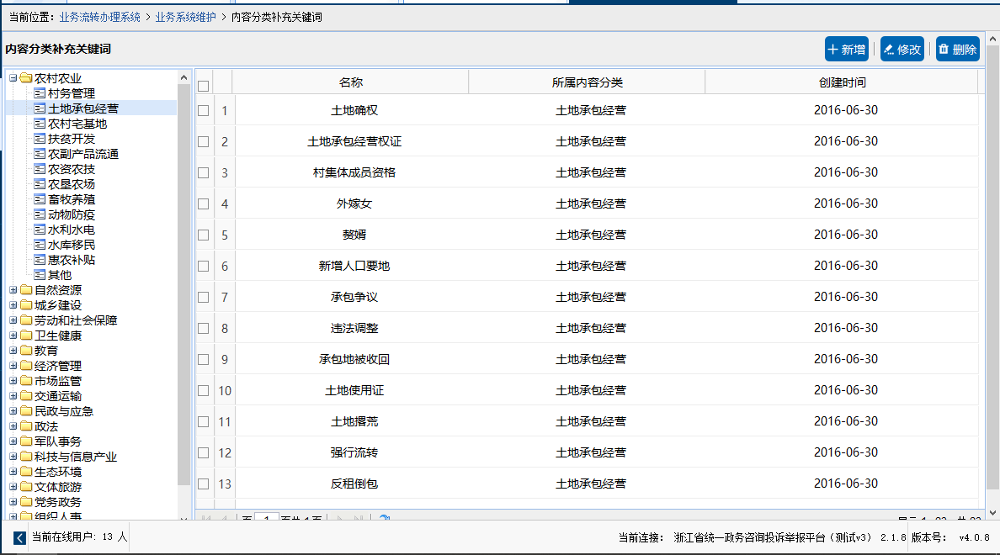 当前位置：业务流转办理系统 > 业务系统维护 > 内容分类补充关键词
内容分类补充关键词
新增 修改 删除
农村农业
村务管理
土地承包经营
农村宅基地
扶贫开发
农副产品流通
农资农技
农垦农场
畜牧养殖
动物防疫
水利水电
水库移民
惠农补贴
其他
自然资源
城乡建设
劳动和社会保障
卫生健康
教育
经济管理
市场监管
交通运输
民政与应急
政法
军队事务
科技与信息产业
生态环境
文体旅游
党务政务
组织人事
名称 所属内容分类 创建时间
1 土地确权 土地承包经营 2016-06-30
2 土地承包经营权证 土地承包经营 2016-06-30
3 村集体成员资格 土地承包经营 2016-06-30
4 外嫁女 土地承包经营 2016-06-30
5 赘婿 土地承包经营 2016-06-30
6 新增人口要地 土地承包经营 2016-06-30
7 承包争议 土地承包经营 2016-06-30
8 违法调整 土地承包经营 2016-06-30
9 承包地被收回 土地承包经营 2016-06-30
10 土地使用证 土地承包经营 2016-06-30
11 土地撂荒 土地承包经营 2016-06-30
12 强行流转 土地承包经营 2016-06-30
13 反租倒包 土地承包经营 2016-06-30
当前在线用户: 13 人
当前连接: 浙江省统一政务咨询投诉举报平台（测试v3） 2.1.8 版本号: v4.0.8